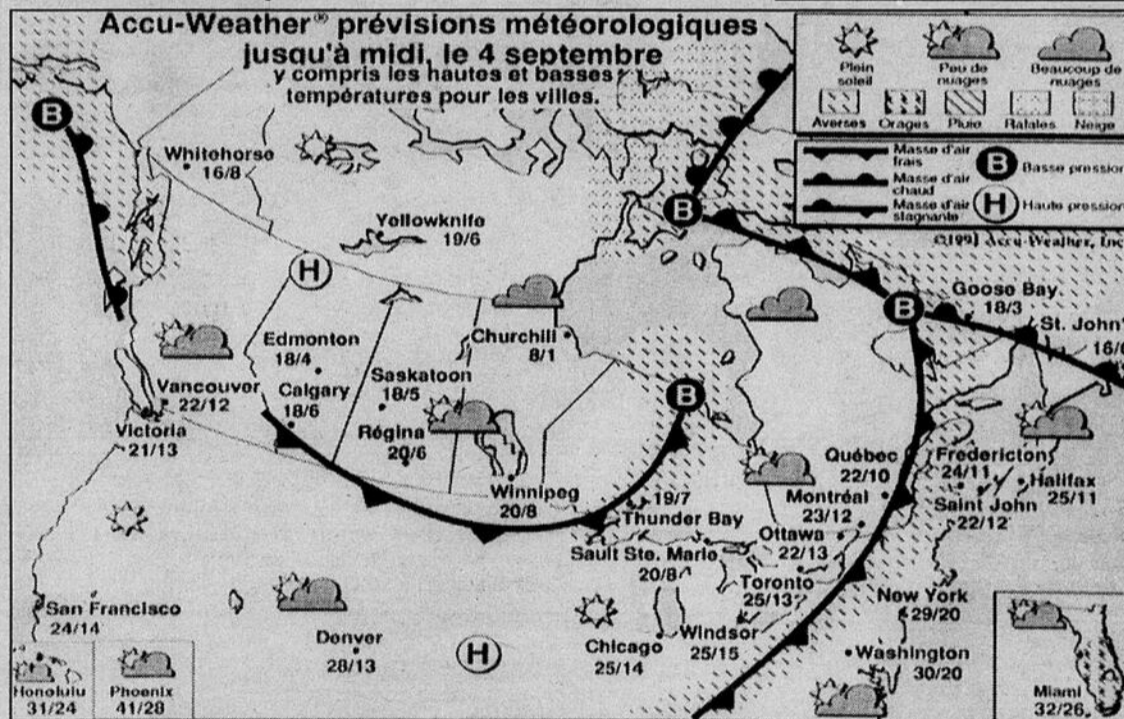 Accu-Weather® prévisions météorologiques
jusqu'à midi, le 4 septembre
y compris les hautes et basses
températures pour les villes.
Plein
soleil
Peu de
nuages
Beaucoup de
nuages
Averses
Orages
Pluie
Rafales
Neige
Masse d'air
frais
Masse d'air
chaud
Masse d'air
stagnante
B
Basse pression
H
Haute pression
Accu-Weather, Inc
B
Whitehorse
16/8
Yellowknife
19/6
B
H
Goose Bay
18/3
B
St. John'
Churchill
8/1
Edmonton
18/4
Calgary
18/6
Saskatoon
18/5
Régina
20/6
Vancouver
22/12
Victoria
21/13
B
Winnipeg
20/8
19/7
Thunder Bay
Sault Ste. Marie
20/8
Québec
22/10
Montréal
23/12
Ottawa
22/13
Toronto
25/13
Fredericton
24/11
Halifax
25/11
Saint John
22/12
San Francisco
24/14
Denver
28/13
H
Chicago
25/14
Windsor
25/15
New York
29/20
Washington
30/20
Honolulu
31/24
Phoenix
41/28
Miami
32/26